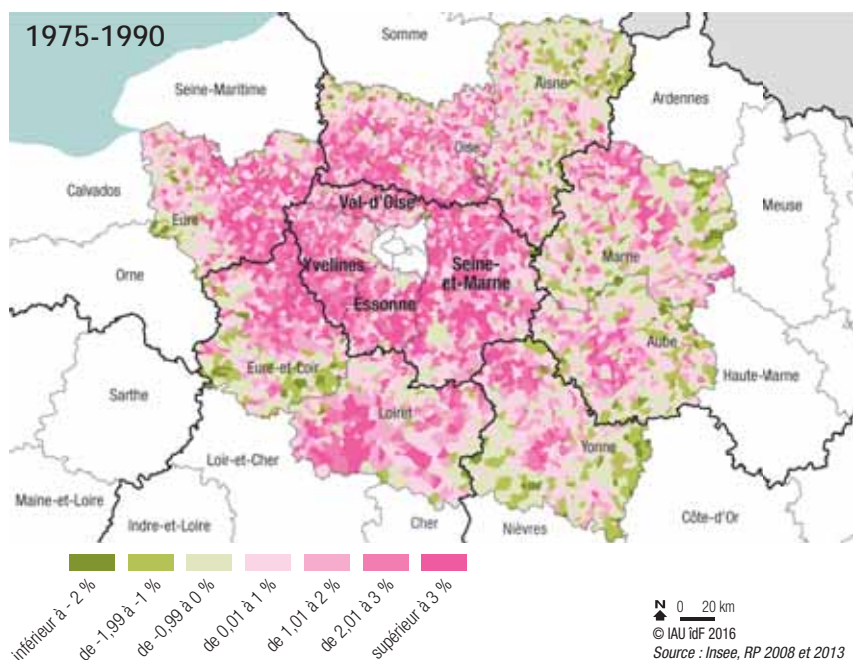 1975-1990
Somme
Seine-Maritime
Aisne
Ardennes
Oise
Calvados
Val-d'Oise
Meuse
Eure
Marne
Yvelines
Seine-
et-Marne
Orne
Essonne
Aube
Eure-et-Loir
Haute-Marne
Sarthe
Loiret
Yonne
Loir-et-Cher
Maine-et-Loire
Cher
Côte-d'Or
Indre-et-Loire
Nièvres
inférieur à - 2 %
de -1,99 à -1 %
de -0,99 à 0 %
de 0,01 à 1 %
de 1,01 à 2 %
de 2,01 à 3 %
supérieur à 3 %
N 0 20 km
© IAU îdF 2016
Source : Insee, RP 2008 et 2013